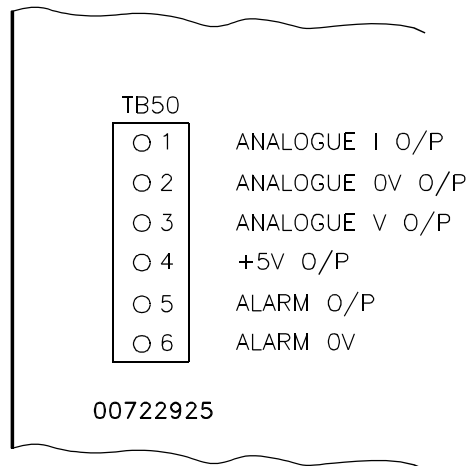 TB50
1 ANALOGUE I O/P
2 ANALOGUE 0V O/P
3 ANALOGUE V O/P
4 +5V O/P
5 ALARM O/P
6 ALARM 0V
00722925